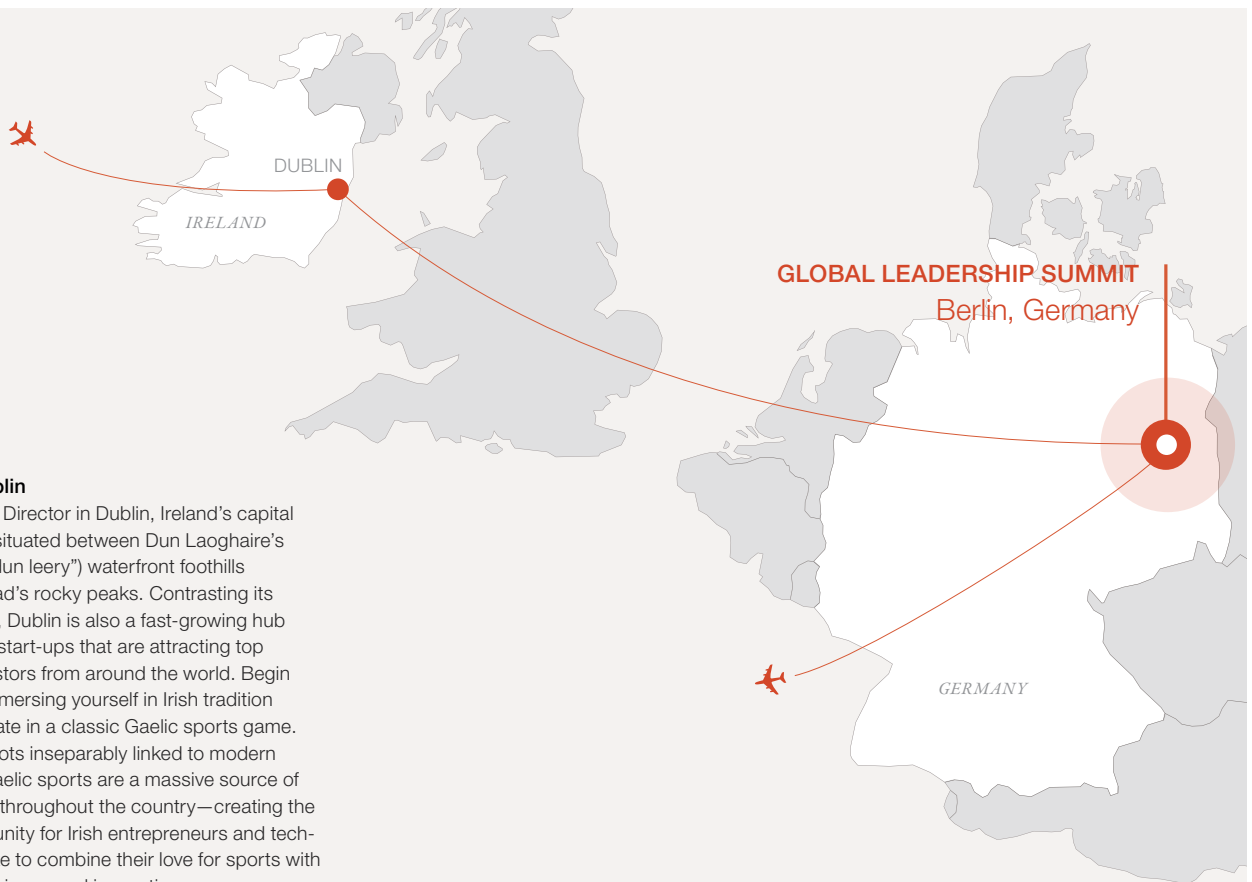 DUBLIN
IRELAND
GLOBAL LEADERSHIP SUMMIT
Berlin, Germany
GERMANY
blin
Director in Dublin, Ireland’s capital
situated between Dun Laoghaire’s
lun leery”) waterfront foothills
ad’s rocky peaks. Contrasting its
, Dublin is also a fast-growing hub
start-ups that are attracting top
stors from around the world. Begin
mersing yourself in Irish tradition
ate in a classic Gaelic sports game.
ots inseparably linked to modern
aelic sports are a massive source of
throughout the country—creating the
unity for Irish entrepreneurs and tech-
e to combine their love for sports with